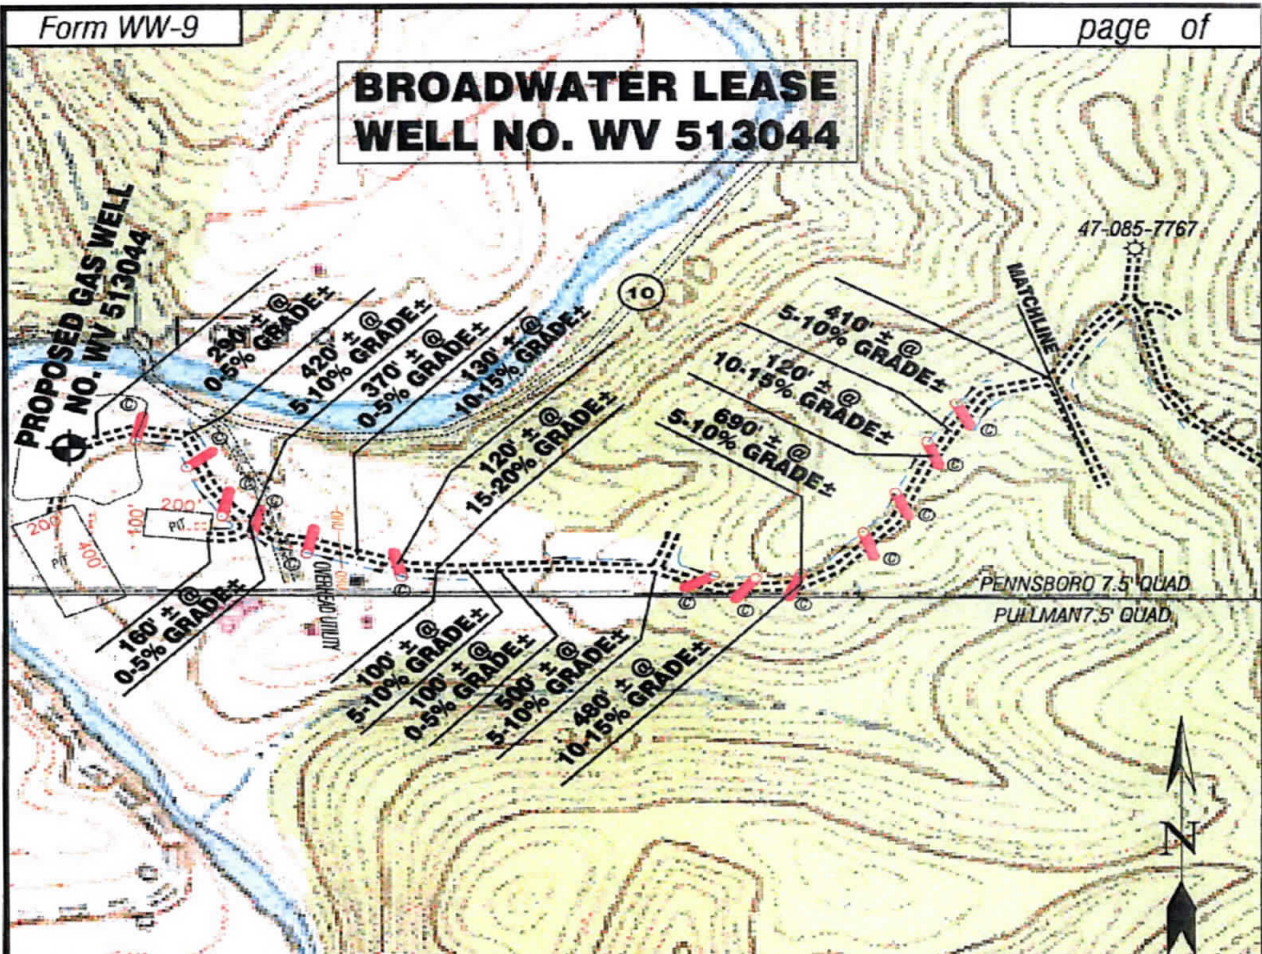 Form WW-9
page of
BROADWATER LEASE
WELL NO. WV 513044
47-085-7767
PROPOSED GAS WELL
NO. WV 513044
MATCHLINE
10
290' ± @
0-5% GRADE±
420' ± @
5-10% GRADE±
370' ± @
0-5% GRADE±
130' ± @
10-15% GRADE±
120' ± @
15-20% GRADE±
410' ± @
5-10% GRADE±
120' ± @
10-15% GRADE±
690' ± @
5-10% GRADE±
C
C
C
C
C
C
C
C
C
C
C
C
C
C
200'
100'
PIT
200'
400'
PIT
OHU
OHU
OVERHEAD UTILITY
PENNSBORO 7.5' QUAD
PULLMAN7.5' QUAD
160' ± @
0-5% GRADE±
100' ± @
5-10% GRADE±
100' ± @
0-5% GRADE±
500' ± @
5-10% GRADE±
480' ± @
10-15% GRADE±
N